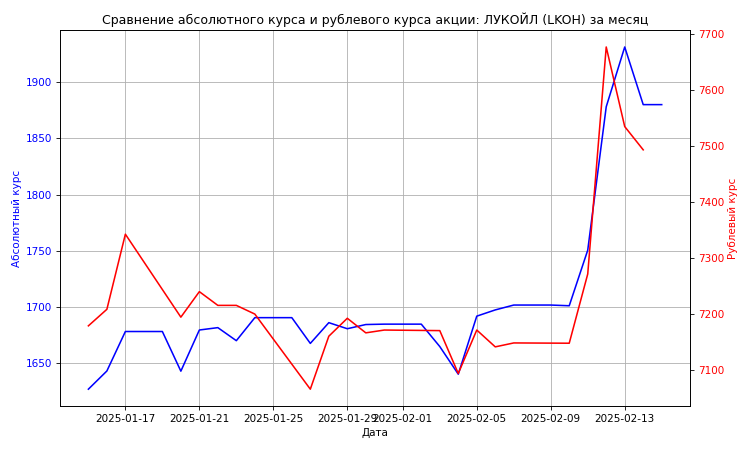 Сравнение абсолютного курса и рублевого курса акции: ЛУКОЙЛ (LKOH) за месяц
7700
1900
7600
1850
7500
1800
7400
1750
7300
1700
7200
1650
7100
Абсолютный курс
Рублевый курс
2025-01-17 2025-01-21 2025-01-25 2025-01-29 2025-02-01 2025-02-05 2025-02-09 2025-02-13
Дата